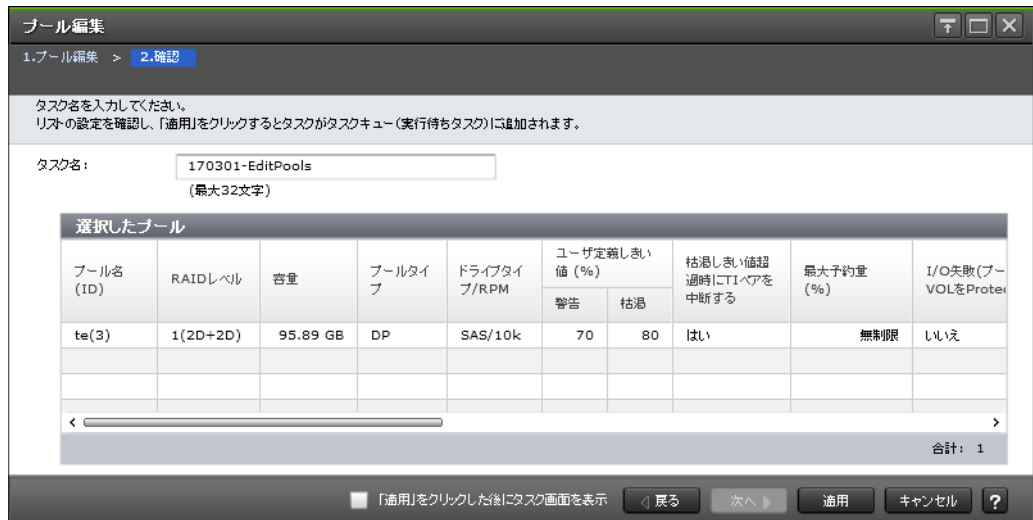 プール編集
1.プール編集 > 2.確認
タスク名を入力してください。
リストの設定を確認し、「適用」をクリックするとタスクがタスクキュー(実行待ちタスク)に追加されます。
タスク名: 170301-EditPools
(最大32文字)
選択したプール
プール名 (ID) RAIDレベル 容量 プールタイプ ドライブタイプ/RPM ユーザ定義しきい値 (%) 警告 枯渇 枯渇しきい値超過時にTIペアを中断する 最大予約量 (%) I/O失敗(プー VOLをProte
te(3) 1(2D+2D) 95.89 GB DP SAS/10k 70 80 はい 無制限 いいえ
合計: 1
「適用」をクリックした後にタスク画面を表示 戻る 次へ 適用 キャンセル ?